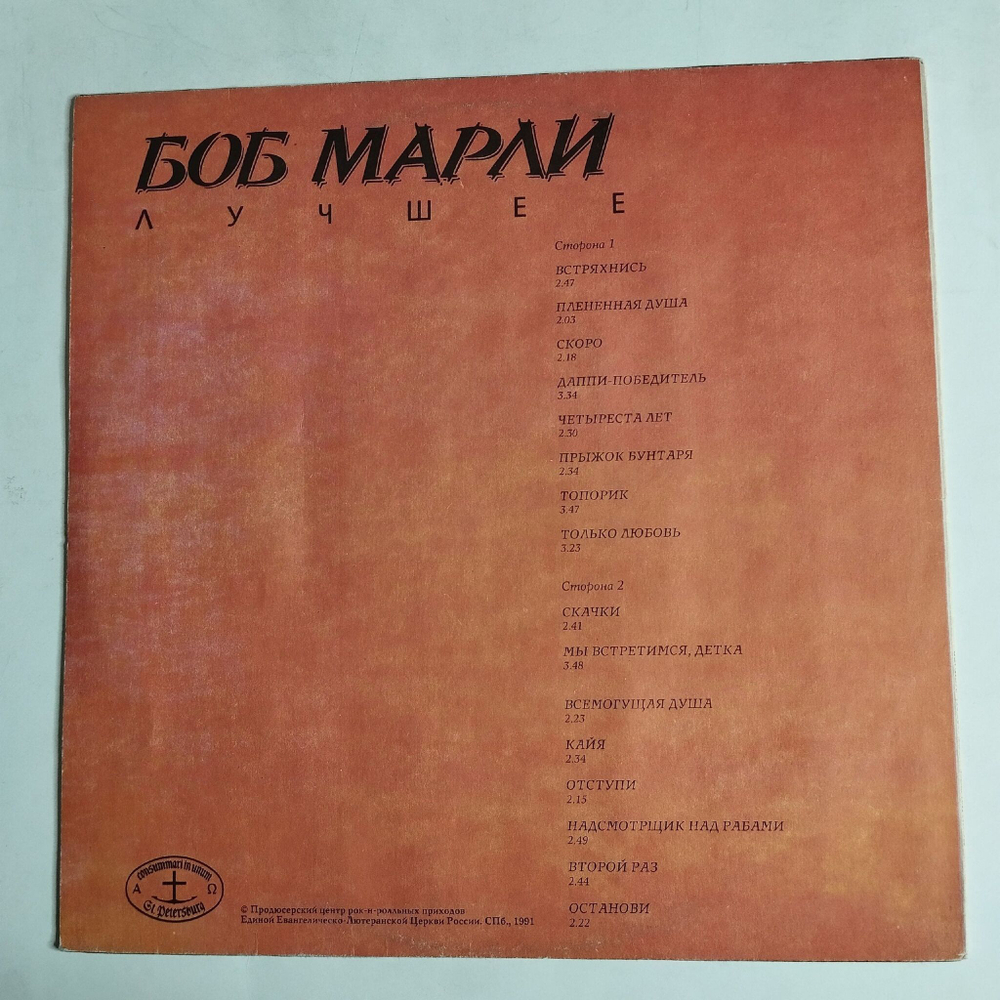 БОБ МАРЛИ
ЛУЧШЕЕ
Сторона 1
ВСТРЯХНИСЬ
2.47
ПЛЕНЕННАЯ ДУША
2.03
СКОРО
2.18
ДАППИ-ПОБЕДИТЕЛЬ
3.34
ЧЕТЫРЕСТА ЛЕТ
2.30
ПРЫЖОК БУНТАРЯ
2.34
ТОПОРИК
3.47
ТОЛЬКО ЛЮБОВЬ
3.23
Сторона 2
СКАЧКИ
2.41
МЫ ВСТРЕТИМСЯ, ДЕТКА
3.48
ВСЕМОГУЩАЯ ДУША
2.23
КАЙЯ
2.34
ОТСТУПИ
2.15
НАДСМОТРЩИК НАД РАБАМИ
2.49
ВТОРОЙ РАЗ
2.44
ОСТАНОВИ
2.22
consummari in unum
Α Ω
St. Petersburg
© Продюсерский центр рок-н-рольных приходов
Единой Евангелическо-Лютеранской Церкви России. СПб., 1991